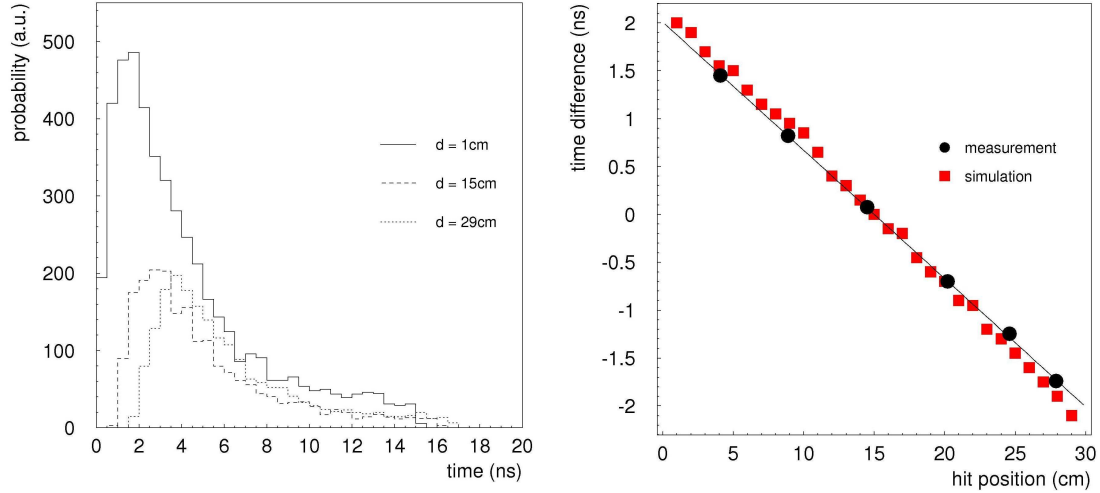 probability (a.u.)
500
400
300
200
100
0
d = 1cm
d = 15cm
d = 29cm
0 2 4 6 8 10 12 14 16 18 20
time (ns)
time difference (ns)
2
1.5
1
0.5
0
-0.5
-1
-1.5
-2
measurement
simulation
0 5 10 15 20 25 30
hit position (cm)